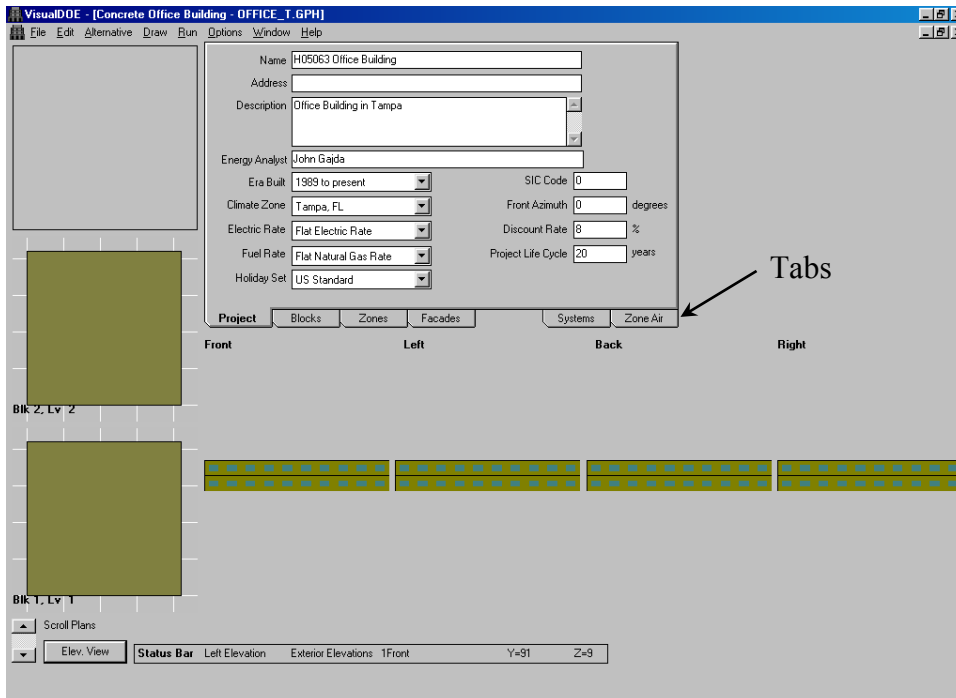 VisualDOE - [Concrete Office Building - OFFICE_T.GPH]
File Edit Alternative Draw Run Options Window Help
Name H05063 Office Building
Address
Description Office Building in Tampa
Energy Analyst John Gajda
Era Built 1989 to present SIC Code 0
Climate Zone Tampa, FL Front Azimuth 0 degrees
Electric Rate Flat Electric Rate Discount Rate 8 %
Fuel Rate Flat Natural Gas Rate Project Life Cycle 20 years
Holiday Set US Standard
Tabs
Project Blocks Zones Facades Systems Zone Air
Front Left Back Right
Blk 2, Lv 2
Blk 1, Lv 1
Scroll Plans
Elev. View Status Bar Left Elevation Exterior Elevations 1Front Y=91 Z=9